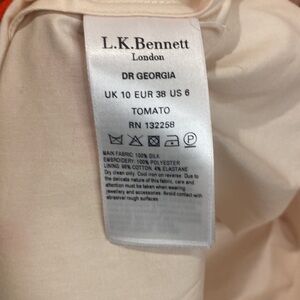 L.K.Bennett
London
DR GEORGIA
UK 10 EUR 38 US 6
TOMATO
RN 132258
MAIN FABRIC: 100% SILK
EMBROIDERY: 100% POLYESTER
LINING: 96% COTTON, 4% ELASTANE
Dry clean only. Cool iron on reverse. Due to
the delicate nature of this fabric, care
must be taken when wearing
jewellery and accessories. Avoid contact with
abrasive/ rough surfaces